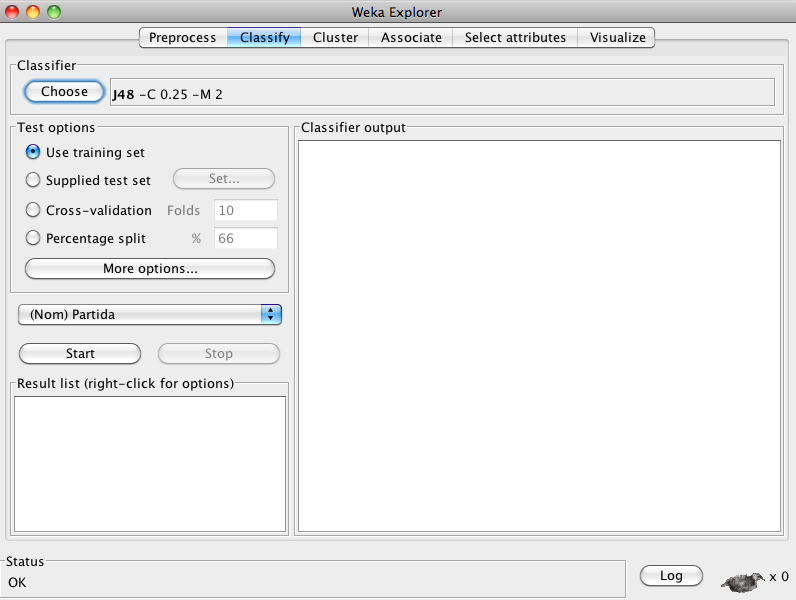 Weka Explorer
Preprocess Classify Cluster Associate Select attributes Visualize
Classifier
Choose J48 -C 0.25 -M 2
Test options
Use training set
Supplied test set Set...
Cross-validation Folds 10
Percentage split % 66
More options...
(Nom) Partida
Start Stop
Result list (right-click for options)
Classifier output
Status
OK
Log x 0